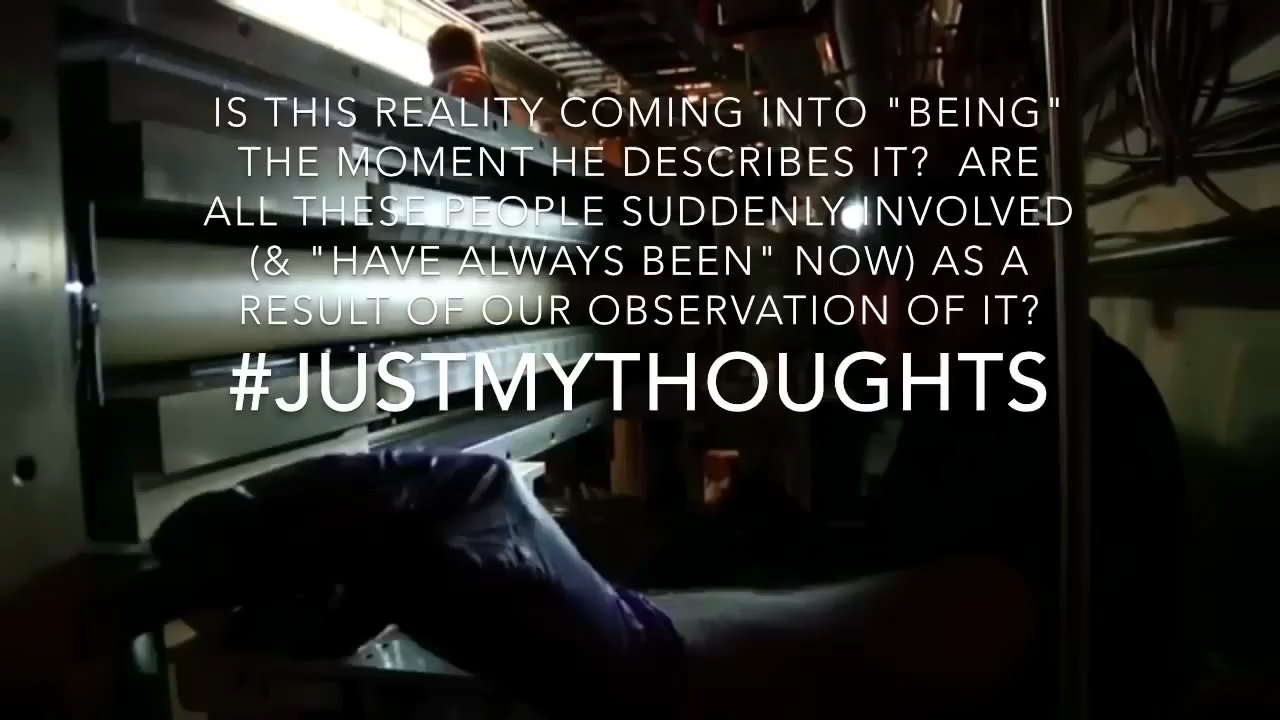 IS THIS REALITY COMING INTO "BEING"
THE MOMENT HE DESCRIBES IT?  ARE
ALL THESE PEOPLE SUDDENLY INVOLVED
(& "HAVE ALWAYS BEEN" NOW) AS A
RESULT OF OUR OBSERVATION OF IT?
#JUSTMYTHOUGHTS